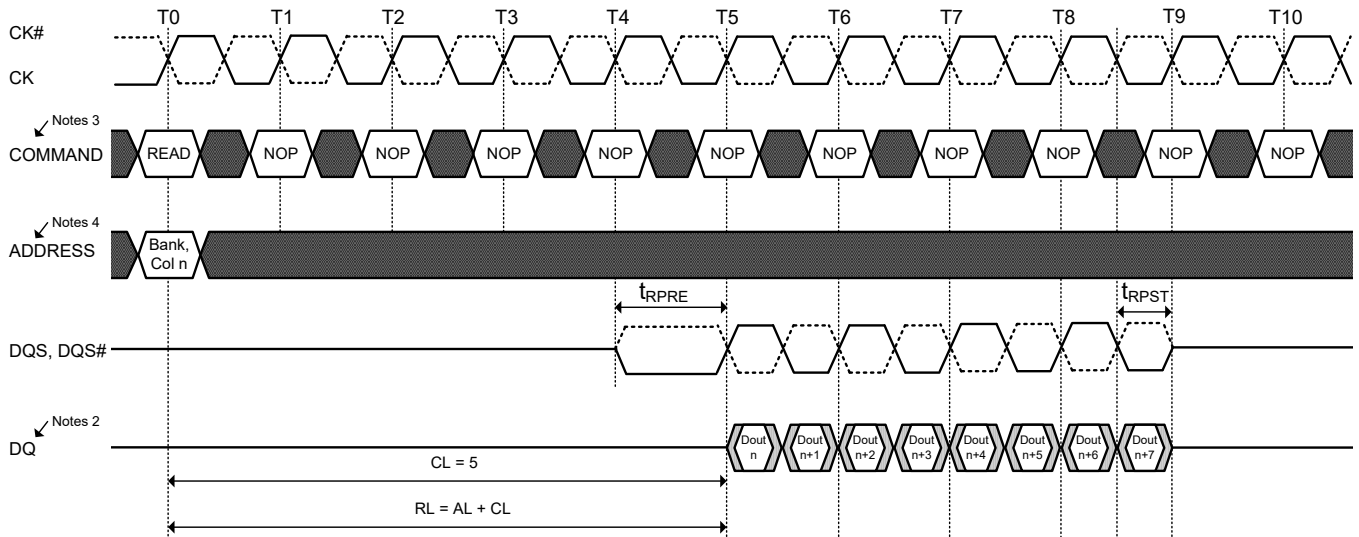 T0 T1 T2 T3 T4 T5 T6 T7 T8 T9 T10
CK#
CK
Notes 3
COMMAND READ NOP NOP NOP NOP NOP NOP NOP NOP NOP NOP
Notes 4
ADDRESS Bank,
Col n
tRPRE tRPST
DQS, DQS#
Notes 2
DQ Dout Dout Dout Dout Dout Dout Dout Dout
n n+1 n+2 n+3 n+4 n+5 n+6 n+7
CL = 5
RL = AL + CL